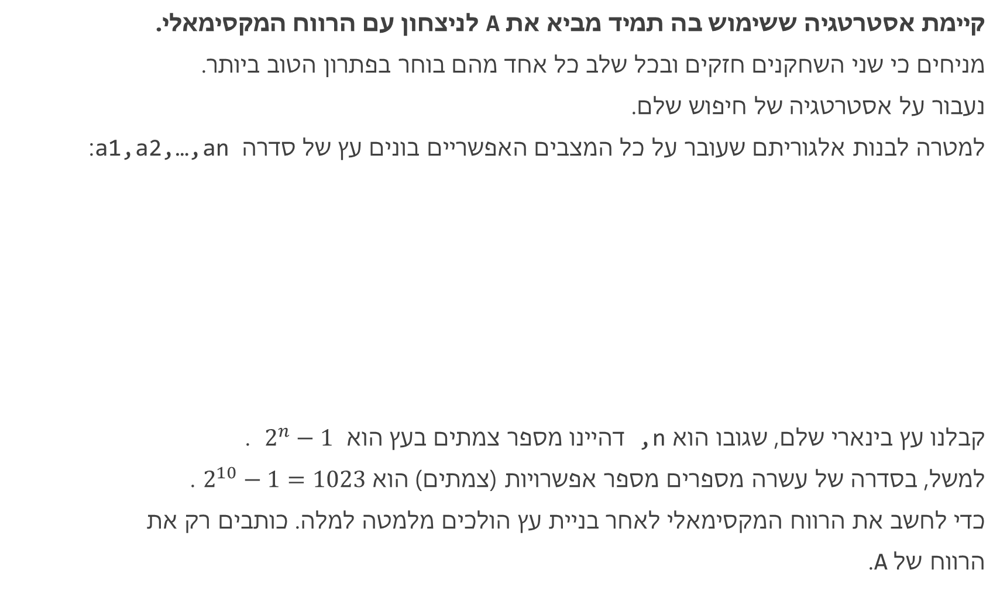 קיימת אסטרטגיה ששימוש בה תמיד מביא את A לניצחון עם הרווח המקסימאלי.
מניחים כי שני השחקנים חזקים ובכל שלב כל אחד מהם בוחר בפתרון הטוב ביותר.
נעבור על אסטרטגיה של חיפוש שלם.
למטרה לבנות אלגוריתם שעובר על כל המצבים האפשריים בונים עץ של סדרה a1,a2,…,an:
קבלנו עץ בינארי שלם, שגובו הוא n, דהיינו מספר צמתים בעץ הוא 2ⁿ − 1 .
למשל, בסדרה של עשרה מספרים מספר אפשרויות (צמתים) הוא 2¹⁰ − 1 = 1023 .
כדי לחשב את הרווח המקסימאלי לאחר בניית עץ הולכים מלמטה למלה. כותבים רק את
הרווח של A.